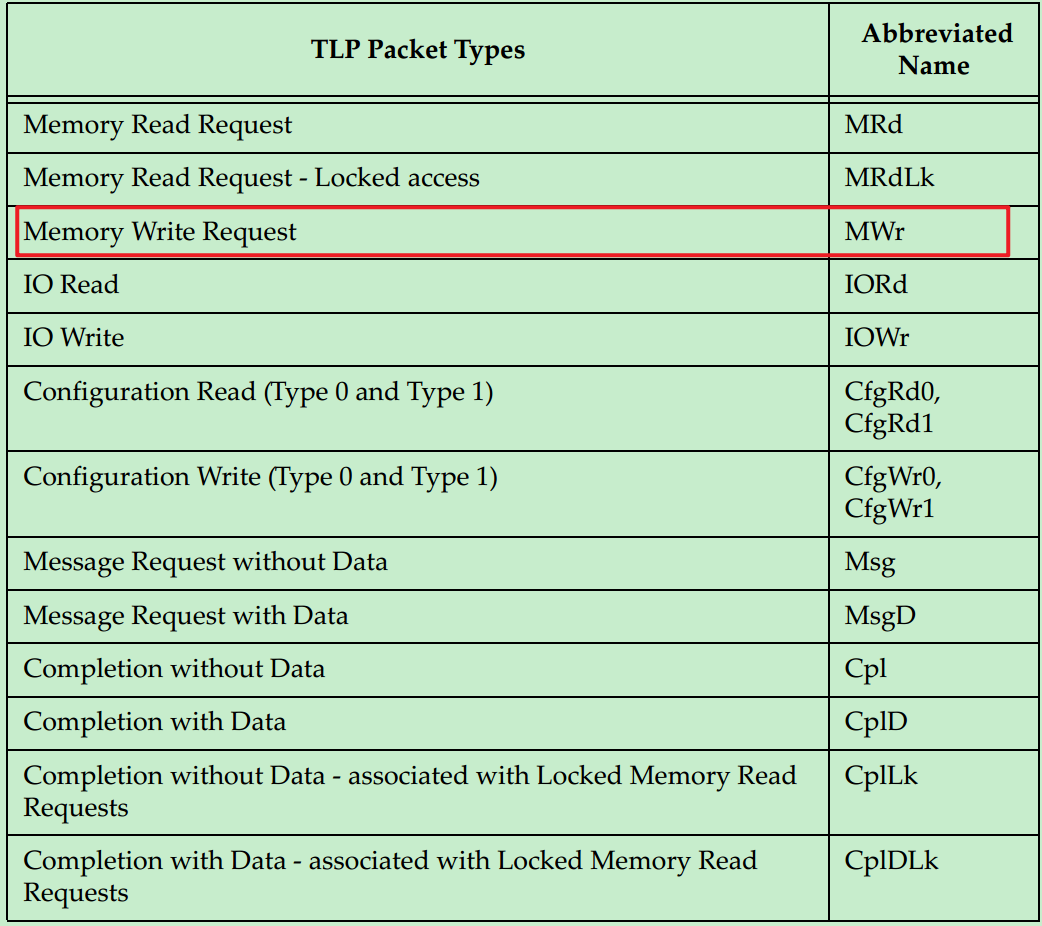 TLP Packet Types
Abbreviated
Name
Memory Read Request
MRd
Memory Read Request - Locked access
MRdLk
Memory Write Request
MWr
IO Read
IORd
IO Write
IOWr
Configuration Read (Type 0 and Type 1)
CfgRd0,
CfgRd1
Configuration Write (Type 0 and Type 1)
CfgWr0,
CfgWr1
Message Request without Data
Msg
Message Request with Data
MsgD
Completion without Data
Cpl
Completion with Data
CplD
Completion without Data - associated with Locked Memory Read
Requests
CplLk
Completion with Data - associated with Locked Memory Read
Requests
CplDLk